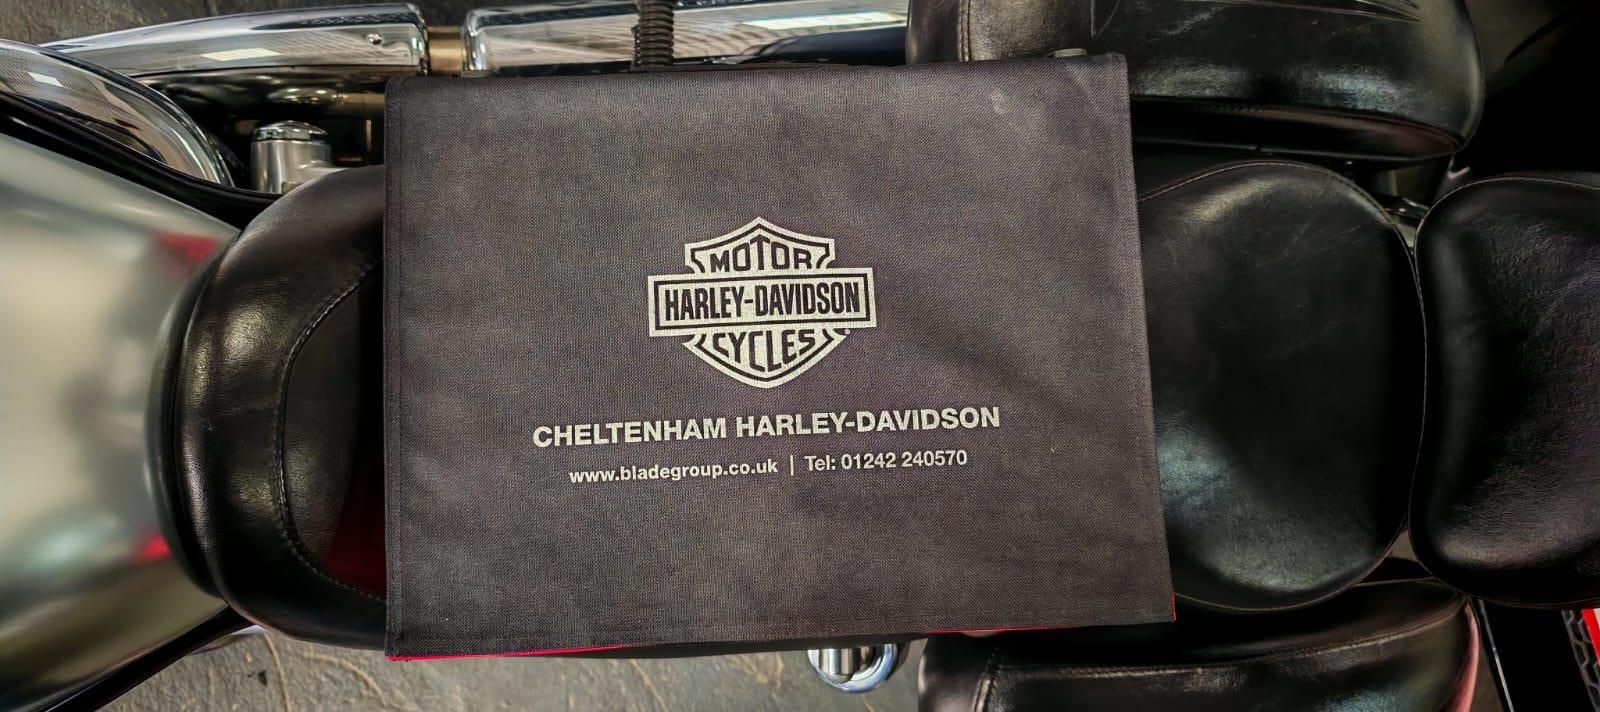 MOTOR
HARLEY-DAVIDSON
CYCLES
CHELTENHAM HARLEY-DAVIDSON
www.bladegroup.co.uk | Tel: 01242 240570